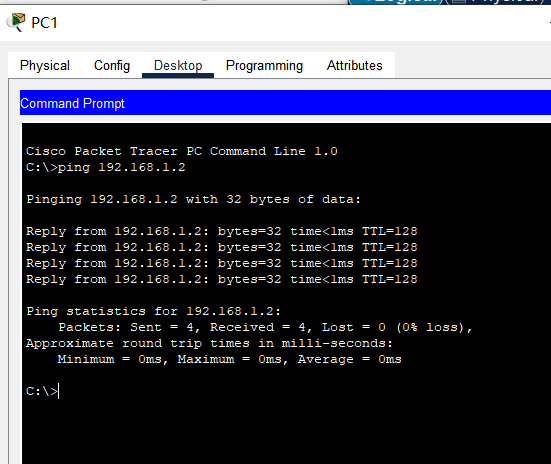 PC1
Physical Config Desktop Programming Attributes
Command Prompt
Cisco Packet Tracer PC Command Line 1.0
C:\>ping 192.168.1.2
Pinging 192.168.1.2 with 32 bytes of data:
Reply from 192.168.1.2: bytes=32 time<1ms TTL=128
Reply from 192.168.1.2: bytes=32 time<1ms TTL=128
Reply from 192.168.1.2: bytes=32 time<1ms TTL=128
Reply from 192.168.1.2: bytes=32 time<1ms TTL=128
Ping statistics for 192.168.1.2:
Packets: Sent = 4, Received = 4, Lost = 0 (0% loss),
Approximate round trip times in milli-seconds:
Minimum = 0ms, Maximum = 0ms, Average = 0ms
C:\>